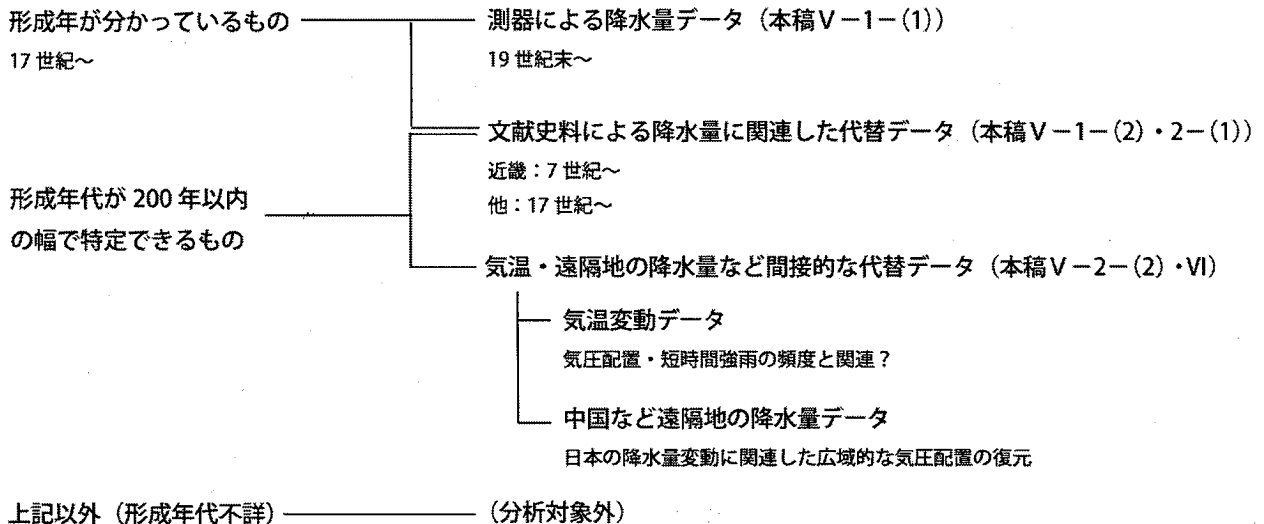 形成年が分かっているもの
17世紀～
測器による降水量データ（本稿Ⅴ－1－(1)）
19世紀末～
文献史料による降水量に関連した代替データ（本稿Ⅴ－1－(2)・2－(1)）
近畿：7世紀～
他：17世紀～
形成年代が200年以内
の幅で特定できるもの
気温・遠隔地の降水量など間接的な代替データ（本稿Ⅴ－2－(2)・Ⅵ）
気温変動データ
気圧配置・短時間強雨の頻度と関連？
中国など遠隔地の降水量データ
日本の降水量変動に関連した広域的な気圧配置の復元
上記以外（形成年代不詳）
（分析対象外）